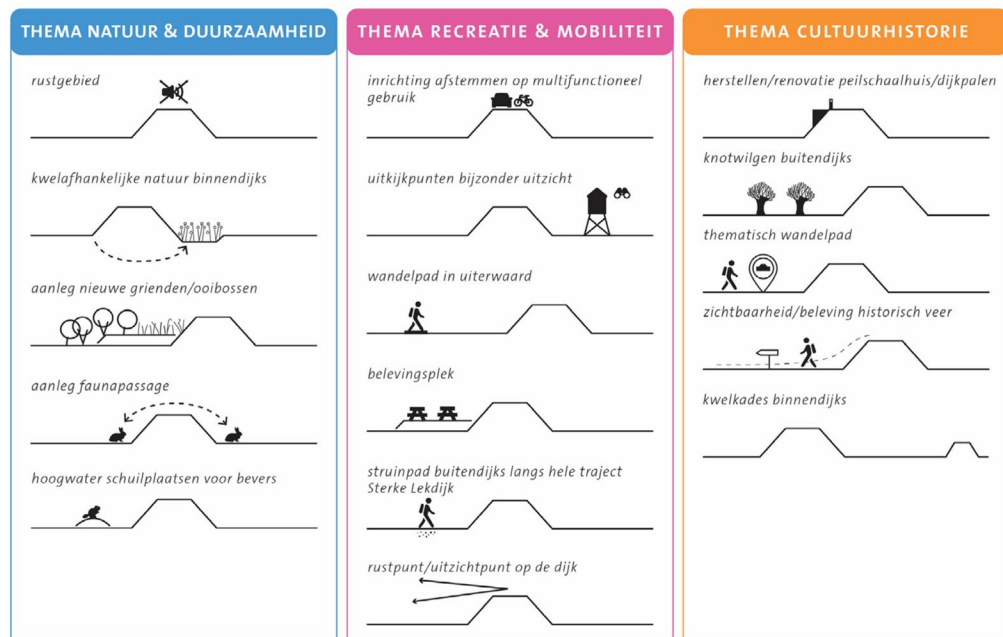 THEMA NATUUR & DUURZAAMHEID
rustgebied
kwelafhankelijke natuur binnendijks
aanleg nieuwe grienden/ooibossen
aanleg faunapassage
hoogwater schuilplaatsen voor bevers
THEMA RECREATIE & MOBILITEIT
inrichting afstemmen op multifunctioneel
gebruik
uitkijkpunten bijzonder uitzicht
wandelpad in uiterwaard
belevingsplek
struinpad buitendijks langs hele traject
Sterke Lekdijk
rustpunt/uitzichtpunt op de dijk
THEMA CULTUURHISTORIE
herstellen/renovatie peilschaalhuis/dijkpalen
knotwilgen buitendijks
thematisch wandelpad
zichtbaarheid/beleving historisch veer
kwelkades binnendijks